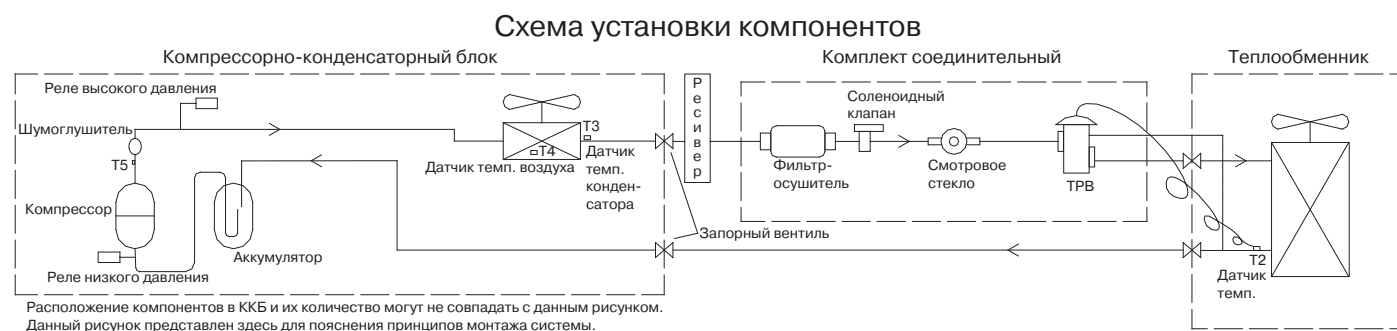 Схема установки компонентов
Компрессорно-конденсаторный блок
Комплект соединительный
Теплообменник
Реле высокого давления
Шумоглушитель
T5
Компрессор
Реле низкого давления
Аккумулятор
T3
T4
Датчик темп. воздуха
Датчик
темп.
конден-
сатора
Ресивер
Запорный вентиль
Фильтр-
осушитель
Соленоидный
клапан
Смотровое
стекло
ТРВ
T2
Датчик
темп.
Расположение компонентов в ККБ и их количество могут не совпадать с данным рисунком.
Данный рисунок представлен здесь для пояснения принципов монтажа системы.